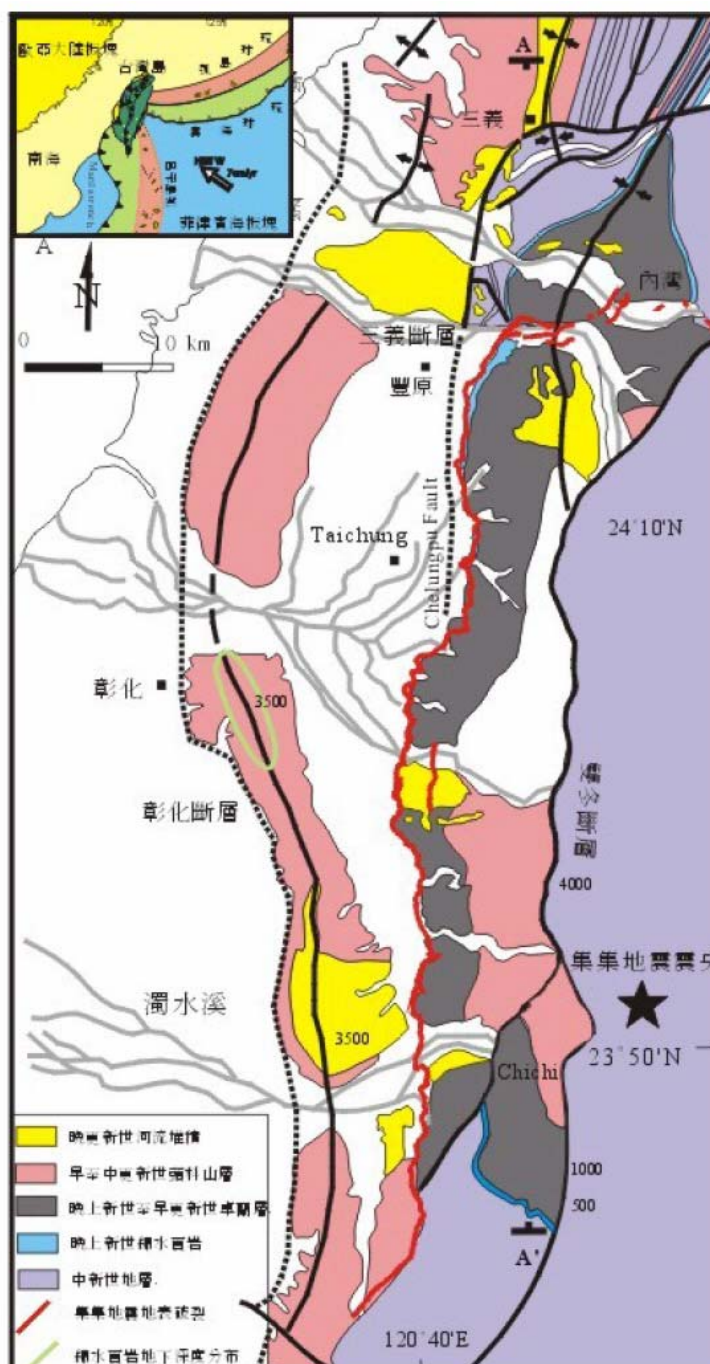 歐亞大陸板塊
台灣島
南海
菲律賓海板塊
A
N
0 10 km
A
三義
內灣
三義斷層
豐原
24°10'N
Taichung
Chelungpu Fault
彰化
3500
彰化斷層
雙冬斷層
4000
集集地震震央
濁水溪
3500
23°50'N
Chichi
1000
500
A'
120°40'E
晚更新世河流堆積
早至中更新世頭嵙山層
晚上新世至早更新世卓蘭層
晚上新世錦水頁岩
中新世地層
集集地震地表破裂
錦水頁岩地下深度分布